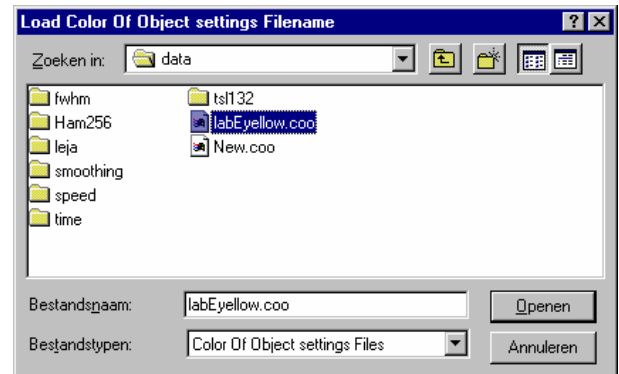 Load Color Of Object settings Filename
Zoeken in: data
fwhm
Ham256
leja
smoothing
speed
time
tsl132
labEyellow.coo
New.coo
Bestandsnaam: labEyellow.coo
Openen
Bestandstypen: Color Of Object settings Files
Annuleren